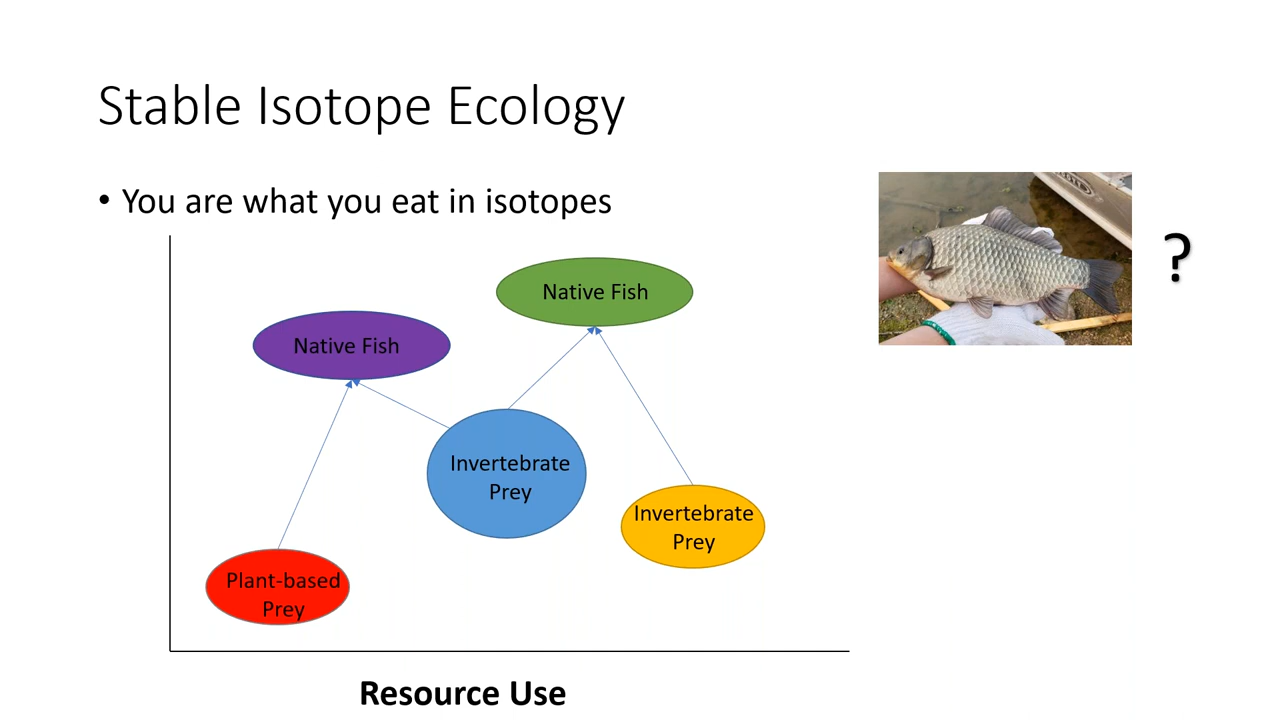 Stable Isotope Ecology
• You are what you eat in isotopes
?
Native Fish
Native Fish
Invertebrate
Prey
Invertebrate
Prey
Plant-based
Prey
Resource Use